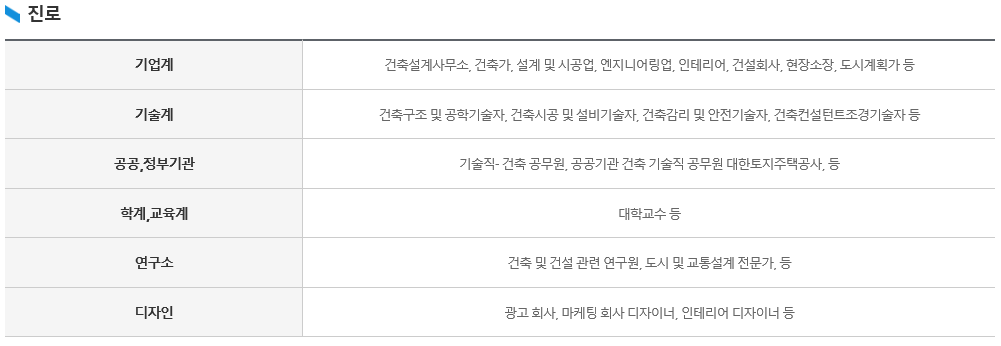 진로
기업계 건축설계사무소, 건축가, 설계 및 시공업, 엔지니어링업, 인테리어, 건설회사, 현장소장, 도시계획가 등
기술계 건축구조 및 공학기술자, 건축시공 및 설비기술자, 건축감리 및 안전기술자, 건축컨설턴트조경기술자 등
공공,정부기관 기술직- 건축 공무원, 공공기관 건축 기술직 공무원 대한토지주택공사, 등
학계,교육계 대학교수 등
연구소 건축 및 건설 관련 연구원, 도시 및 교통설계 전문가, 등
디자인 광고 회사, 마케팅 회사 디자이너, 인테리어 디자이너 등